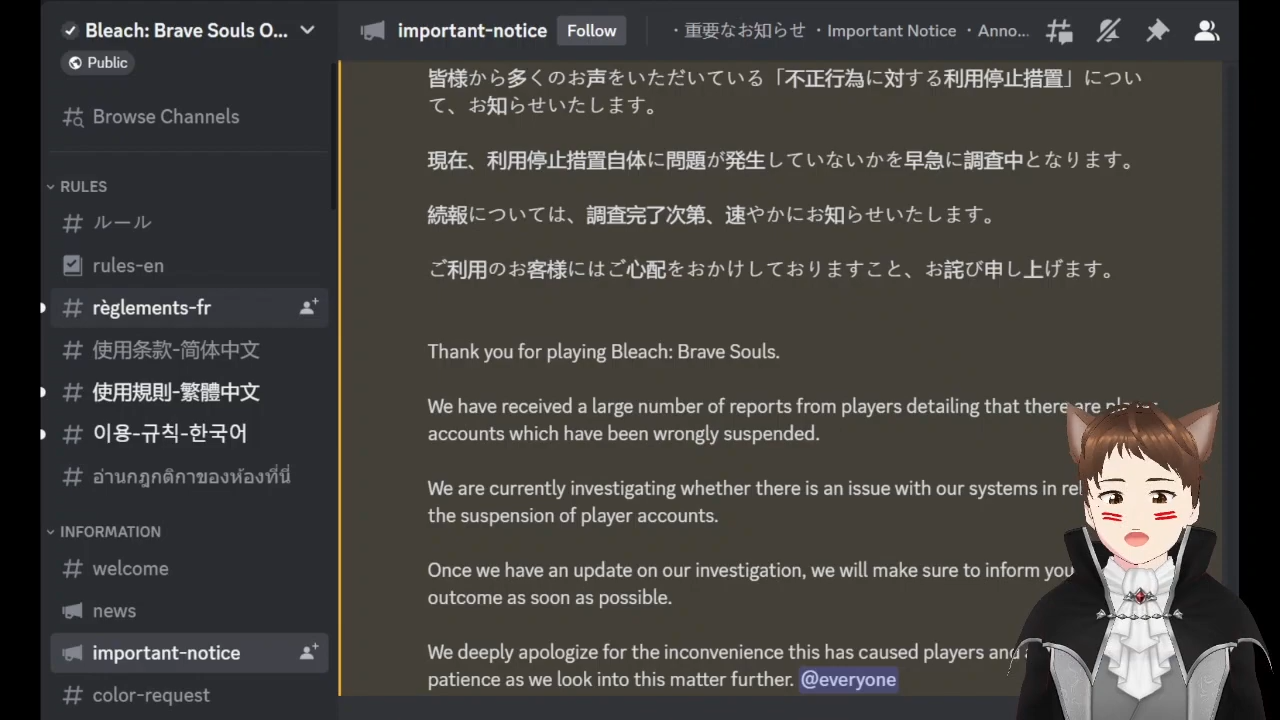 Bleach: Brave Souls O...
Public
Browse Channels
RULES
ルール
rules-en
règlements-fr
使用条款-简体中文
使用規則-繁體中文
이용-규칙-한국어
อ่านกฎกติกาของห้องที่นี่
INFORMATION
welcome
news
important-notice
color-request
important-notice
Follow
・重要なお知らせ ・Important Notice ・Anno...
皆様から多くのお声をいただいている「不正行為に対する利用停止措置」につい
て、お知らせいたします。
現在、利用停止措置自体に問題が発生していないかを早急に調査中となります。
続報については、調査完了次第、速やかにお知らせいたします。
ご利用のお客様にはご心配をおかけしておりますこと、お詫び申し上げます。
Thank you for playing Bleach: Brave Souls.
We have received a large number of reports from players detailing that there are
accounts which have been wrongly suspended.
We are currently investigating whether there is an issue with our systems in
the suspension of player accounts.
Once we have an update on our investigation, we will make sure to inform you
outcome as soon as possible.
We deeply apologize for the inconvenience this has caused players and
patience as we look into this matter further. @everyone